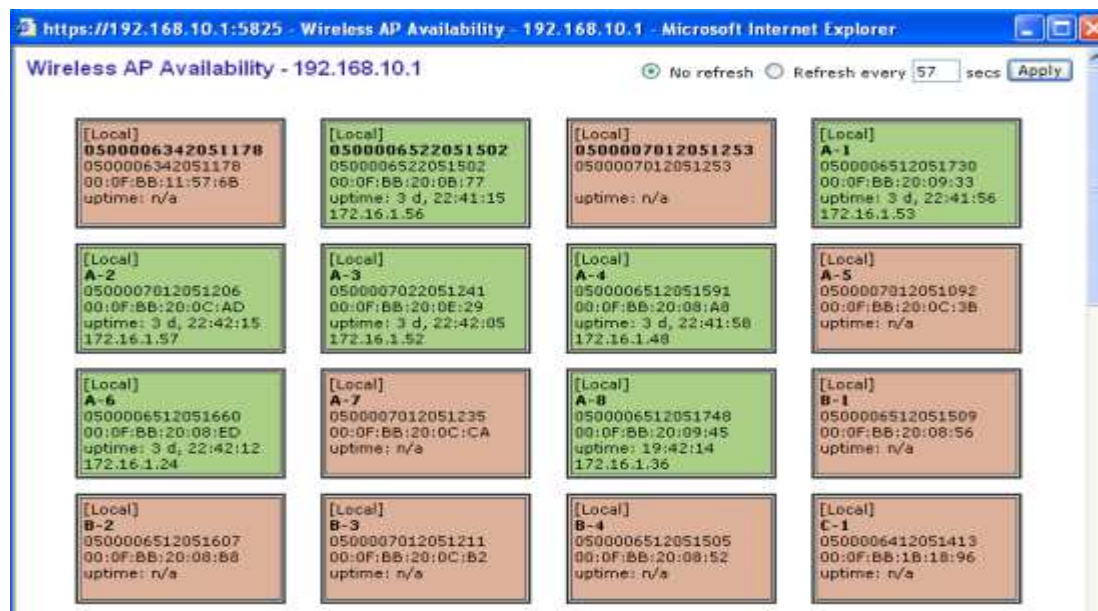 https://192.168.10.1:5825 - Wireless AP Availability - 192.168.10.1 - Microsoft Internet Explorer
Wireless AP Availability - 192.168.10.1
No refresh Refresh every 57 secs Apply
[Local]
0500006342051178
0500006342051178
00:0F:BB:11:57:6B
uptime: n/a
[Local]
0500006522051502
0500006522051502
00:0F:BB:20:0B:77
uptime: 3 d, 22:41:15
172.16.1.56
[Local]
0500007012051253
0500007012051253
uptime: n/a
[Local]
A-1
0500006512051730
00:0F:BB:20:09:33
uptime: 3 d, 22:41:56
172.16.1.53
[Local]
A-2
0500007012051206
00:0F:BB:20:0C:AD
uptime: 3 d, 22:42:15
172.16.1.57
[Local]
A-3
0500007022051241
00:0F:BB:20:0E:29
uptime: 3 d, 22:42:05
172.16.1.52
[Local]
A-4
0500006512051591
00:0F:BB:20:08:A8
uptime: 3 d, 22:41:58
172.16.1.48
[Local]
A-5
0500007012051092
00:0F:BB:20:0C:3B
uptime: n/a
[Local]
A-6
0500006512051660
00:0F:BB:20:08:ED
uptime: 3 d, 22:42:12
172.16.1.24
[Local]
A-7
0500007012051235
00:0F:BB:20:0C:CA
uptime: n/a
[Local]
A-8
0500006512051748
00:0F:BB:20:09:45
uptime: 19:42:14
172.16.1.36
[Local]
B-1
0500006512051509
00:0F:BB:20:08:56
uptime: n/a
[Local]
B-2
0500006512051607
00:0F:BB:20:08:B8
uptime: n/a
[Local]
B-3
0500007012051211
00:0F:BB:20:0C:B2
uptime: n/a
[Local]
B-4
0500006512051505
00:0F:BB:20:08:52
uptime: n/a
[Local]
C-1
0500006412051413
00:0F:BB:1B:18:96
uptime: n/a